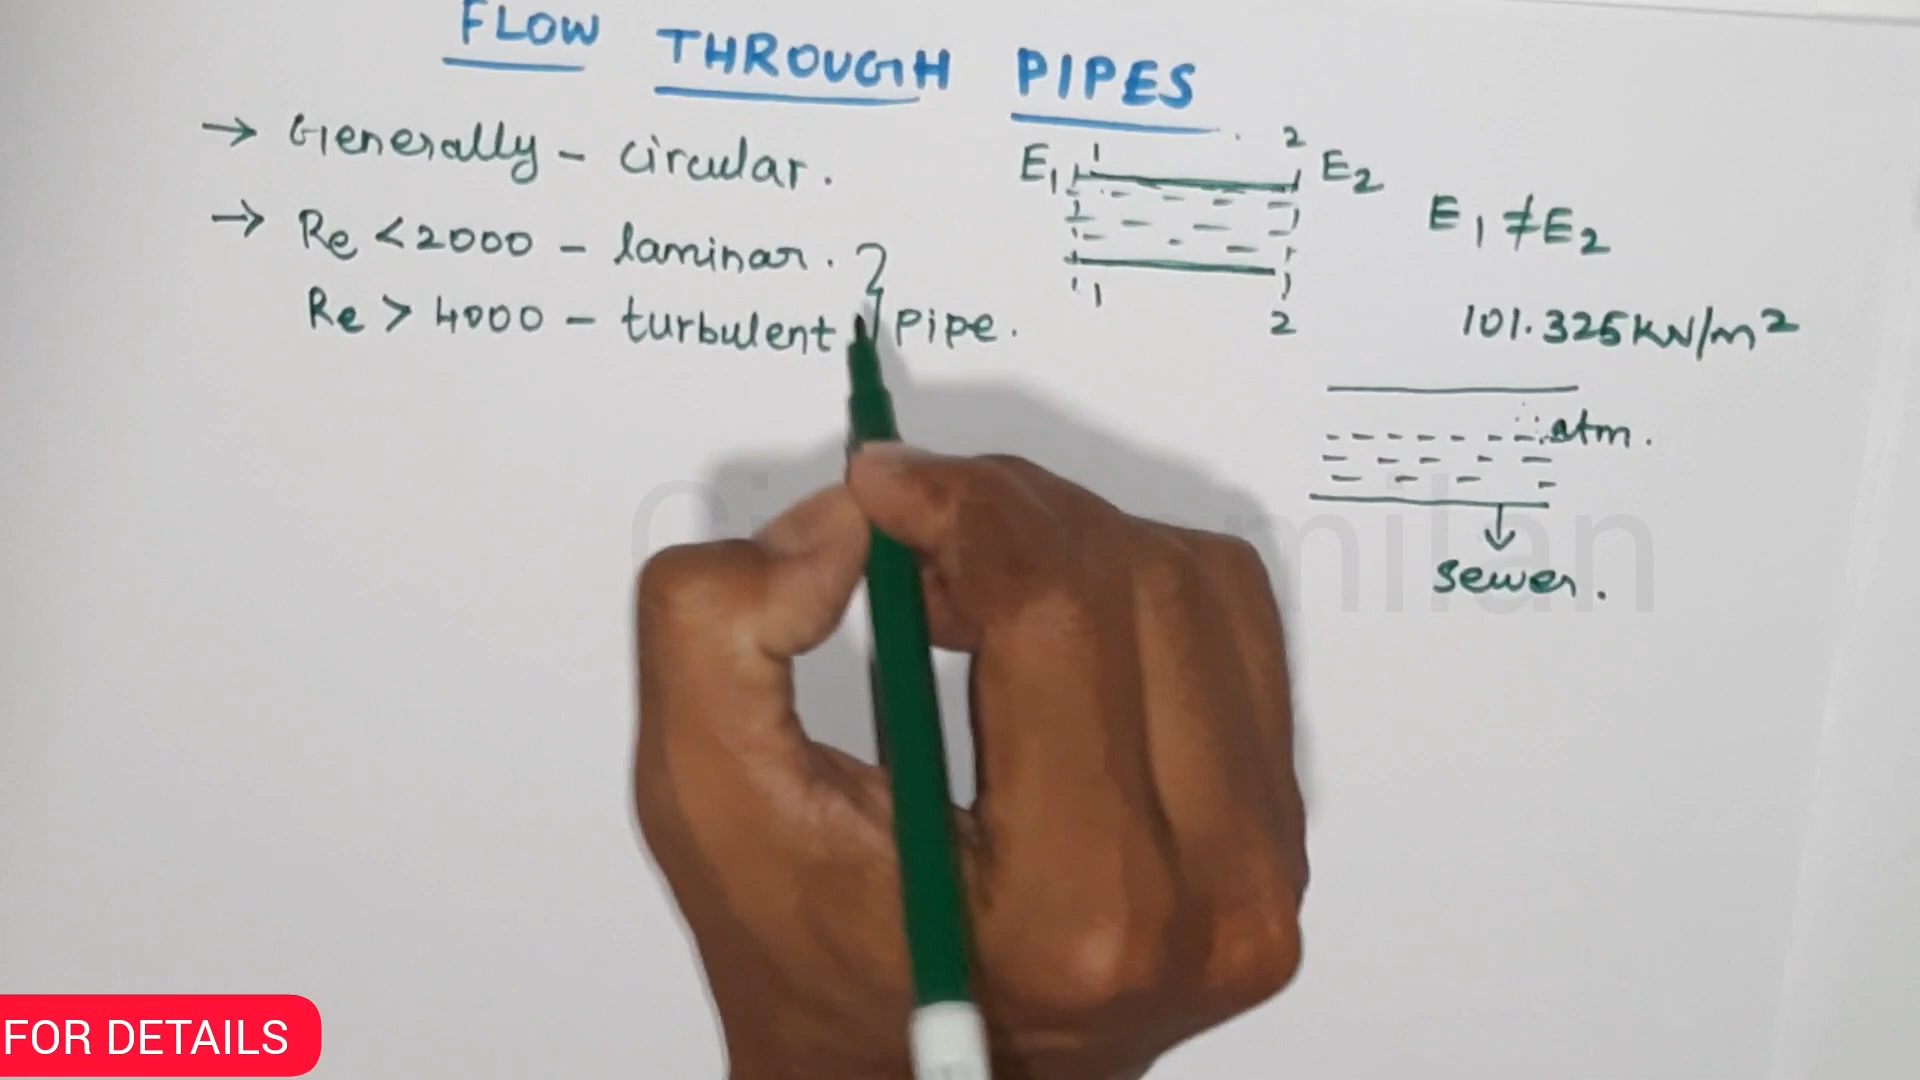 FLOW THROUGH PIPES
→ Generally - circular.
→ Re < 2000 - laminar.
Re > 4000 - turbulent } Pipe.
1 2
E1 E2
1 2
E1 ≠ E2
101.325 kN/m2
atm.
sewer.
FOR DETAILS